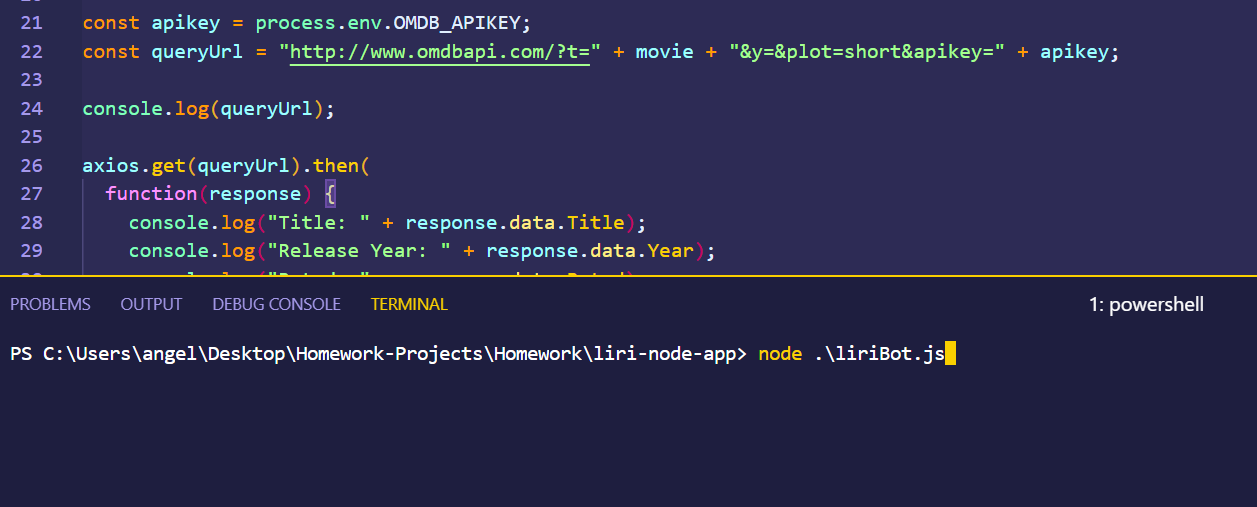 21 const apikey = process.env.OMDB_APIKEY;
22 const queryUrl = "http://www.omdbapi.com/?t=" + movie + "&y=&plot=short&apikey=" + apikey;
23
24 console.log(queryUrl);
25
26 axios.get(queryUrl).then(
27 function(response) {
28 console.log("Title: " + response.data.Title);
29 console.log("Release Year: " + response.data.Year);
PROBLEMS OUTPUT DEBUG CONSOLE TERMINAL 1: powershell
PS C:\Users\angel\Desktop\Homework-Projects\Homework\liri-node-app> node .\liriBot.js